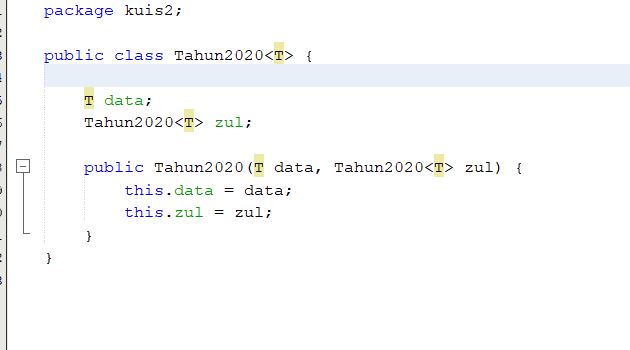 package kuis2;
public class Tahun2020<T> {
T data;
Tahun2020<T> zul;
public Tahun2020(T data, Tahun2020<T> zul) {
this.data = data;
this.zul = zul;
}
}